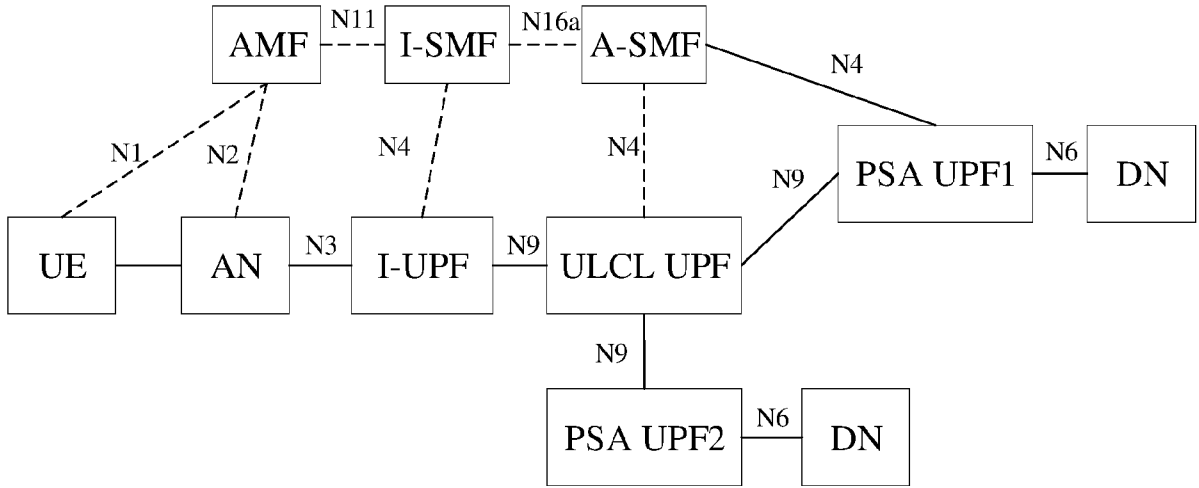 N11
N16a
AMF
I-SMF
A-SMF
N4
N1
N2
N4
N4
N9
PSA UPF1
N6
DN
UE
AN
N3
I-UPF
N9
ULCL UPF
N9
PSA UPF2
N6
DN